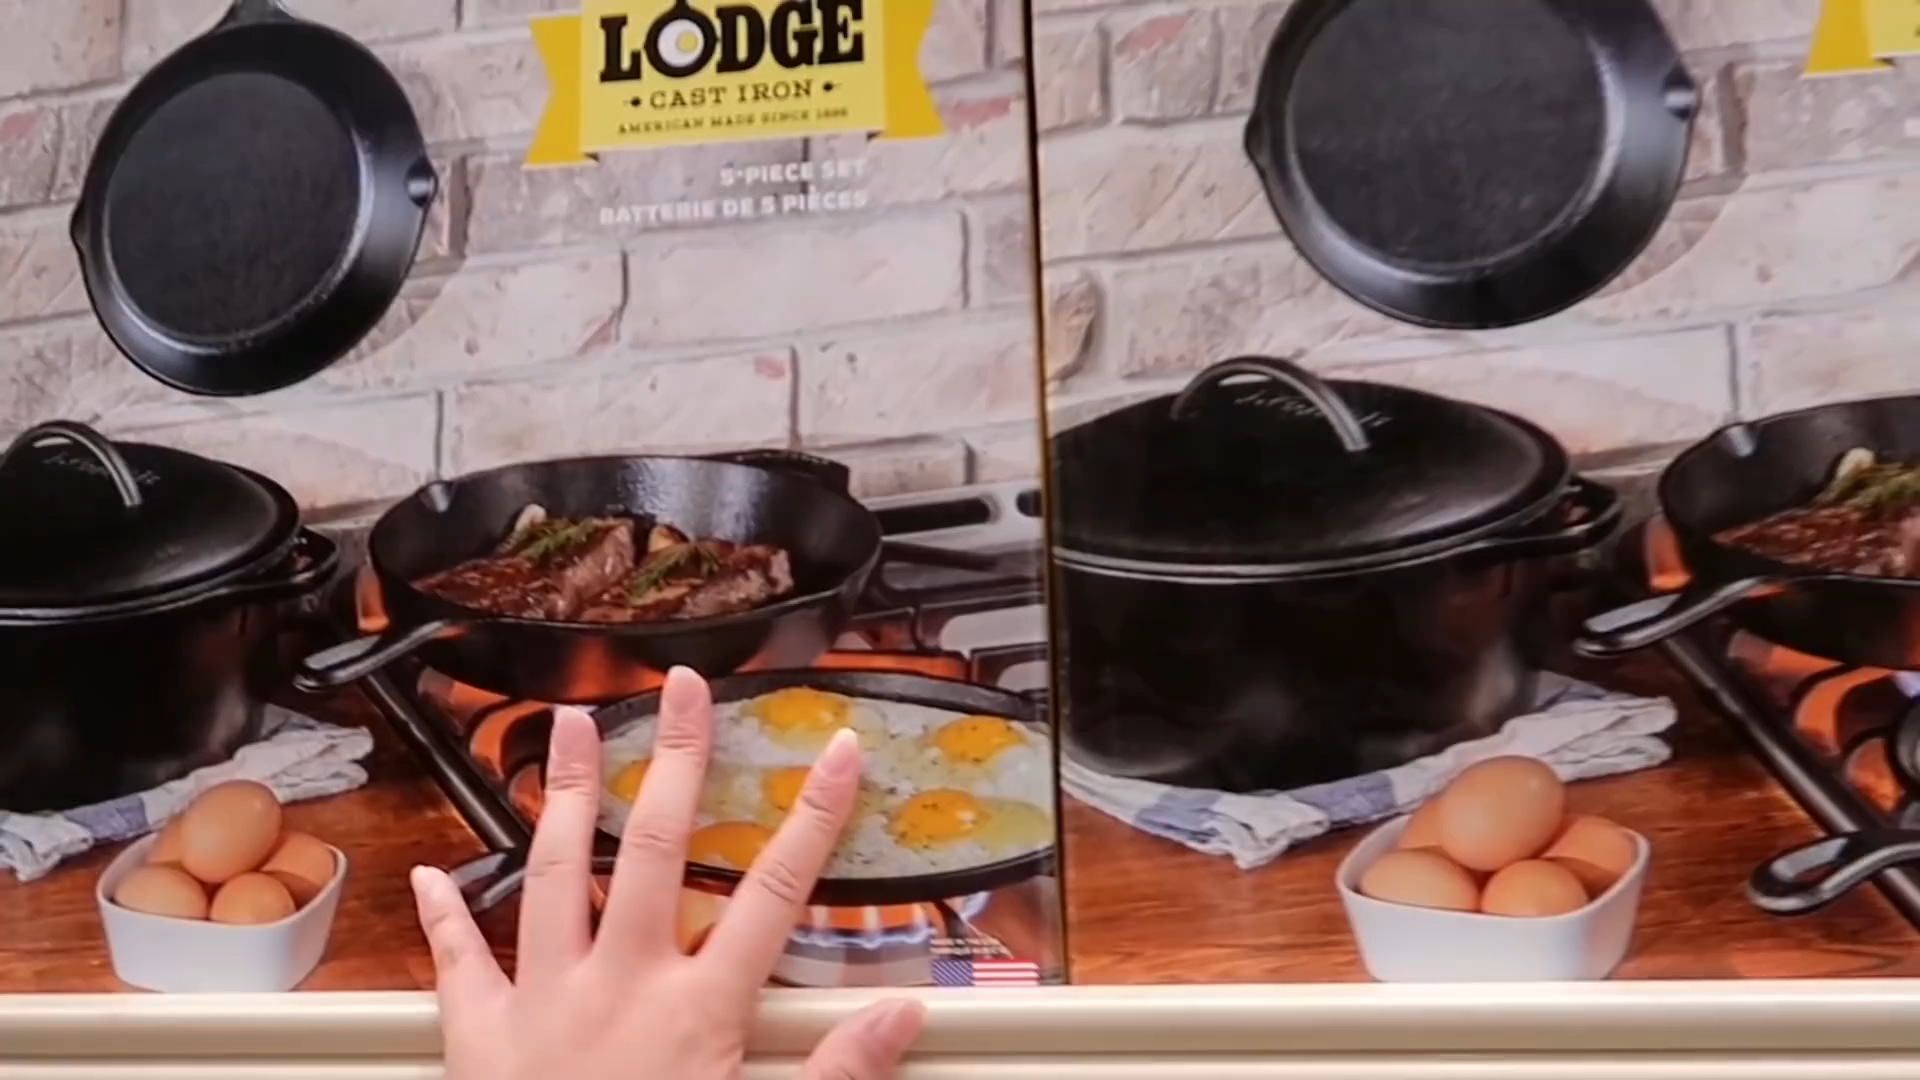 LODGE
CAST IRON
AMERICAN MADE SINCE 1896
5-PIECE SET
BATTERIE DE 5 PIÈCES